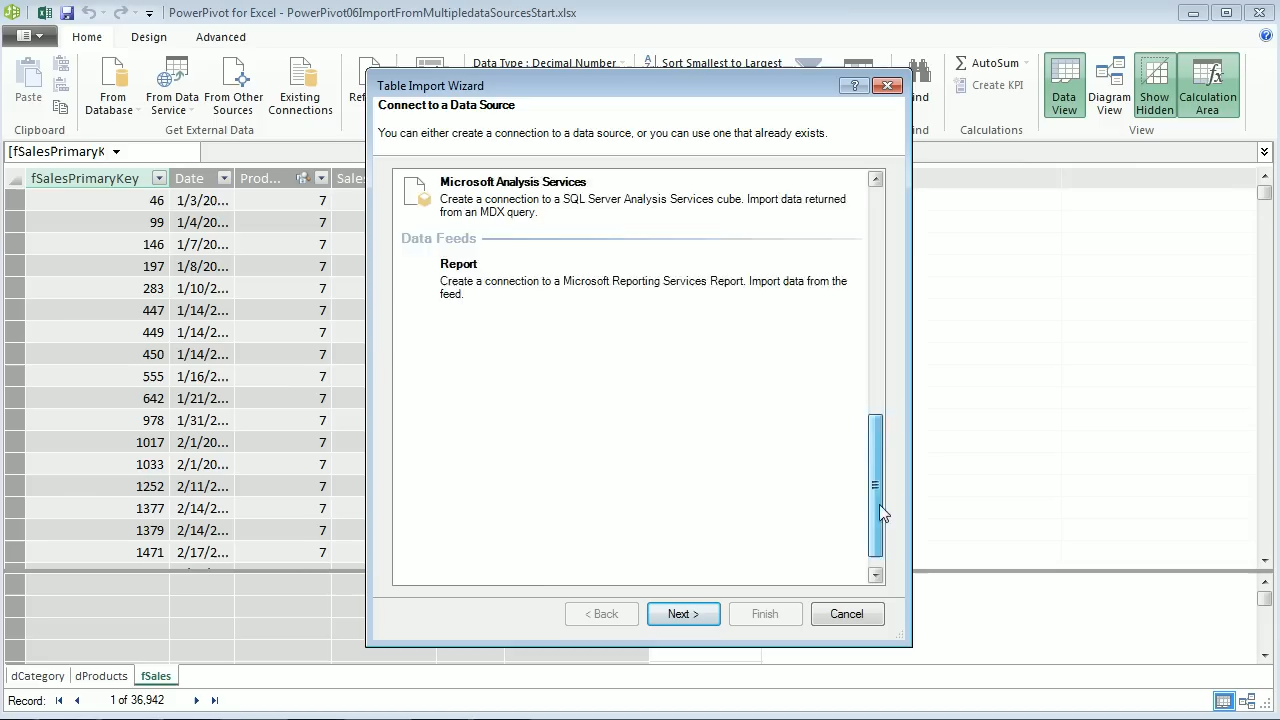 PowerPivot for Excel - PowerPivot06ImportFromMultipledataSourcesStart.xlsx
Home Design Advanced
Paste
Clipboard
From Database
From Data Service
From Other Sources
Existing Connections
Get External Data
Data Type : Decimal Number
Sort Smallest to Largest
AutoSum
Create KPI
Calculations
Data View
Diagram View
Show Hidden
Calculation Area
View
[fSalesPrimaryK
Table Import Wizard
Connect to a Data Source
You can either create a connection to a data source, or you can use one that already exists.
Microsoft Analysis Services
Create a connection to a SQL Server Analysis Services cube. Import data returned
from an MDX query.
Data Feeds
Report
Create a connection to a Microsoft Reporting Services Report. Import data from the
feed.
< Back Next > Finish Cancel
fSalesPrimaryKey Date Prod... Sales
46 1/3/20... 7
99 1/4/20... 7
146 1/7/20... 7
197 1/8/20... 7
283 1/10/2... 7
447 1/14/2... 7
449 1/14/2... 7
450 1/14/2... 7
555 1/16/2... 7
642 1/21/2... 7
978 1/31/2... 7
1017 2/1/20... 7
1033 2/1/20... 7
1252 2/11/2... 7
1377 2/14/2... 7
1379 2/14/2... 7
1471 2/17/2... 7
dCategory dProducts fSales
Record: 1 of 36,942